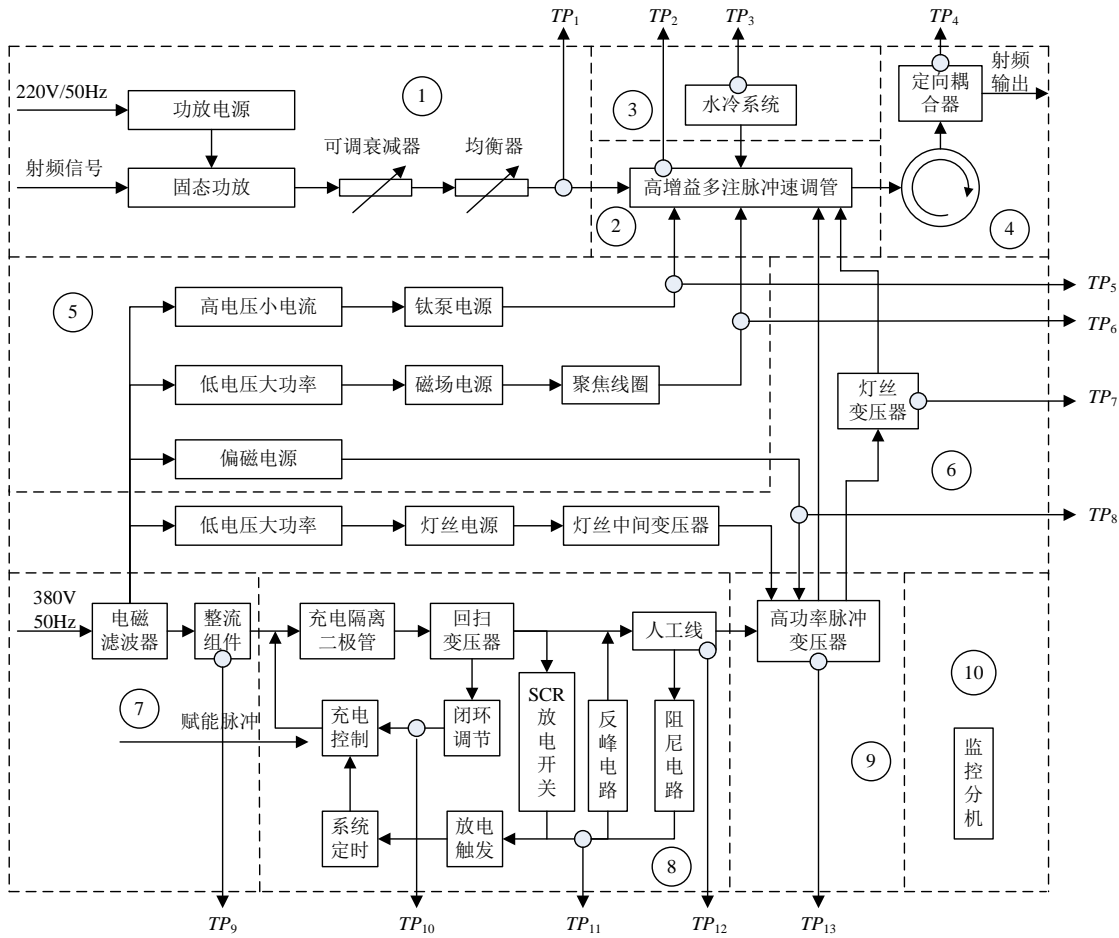 TP1
TP2
TP3
TP4
220V/50Hz
功放电源
1
3
水冷系统
定向耦
合器
射频
输出
射频信号
固态功放
可调衰减器
均衡器
高增益多注脉冲速调管
2
4
5
高电压小电流
钛泵电源
TP5
TP6
低电压大功率
磁场电源
聚焦线圈
灯丝
变压器
TP7
偏磁电源
6
低电压大功率
灯丝电源
灯丝中间变压器
TP8
380V
50Hz
电磁
滤波器
整流
组件
充电隔离
二极管
回扫
变压器
人工线
高功率脉冲
变压器
10
7
赋能脉冲
充电
控制
闭环
调节
SCR
放电开关
反峰电路
阻尼电路
9
监控分机
系统
定时
放电
触发
8
TP9
TP10
TP11
TP12
TP13